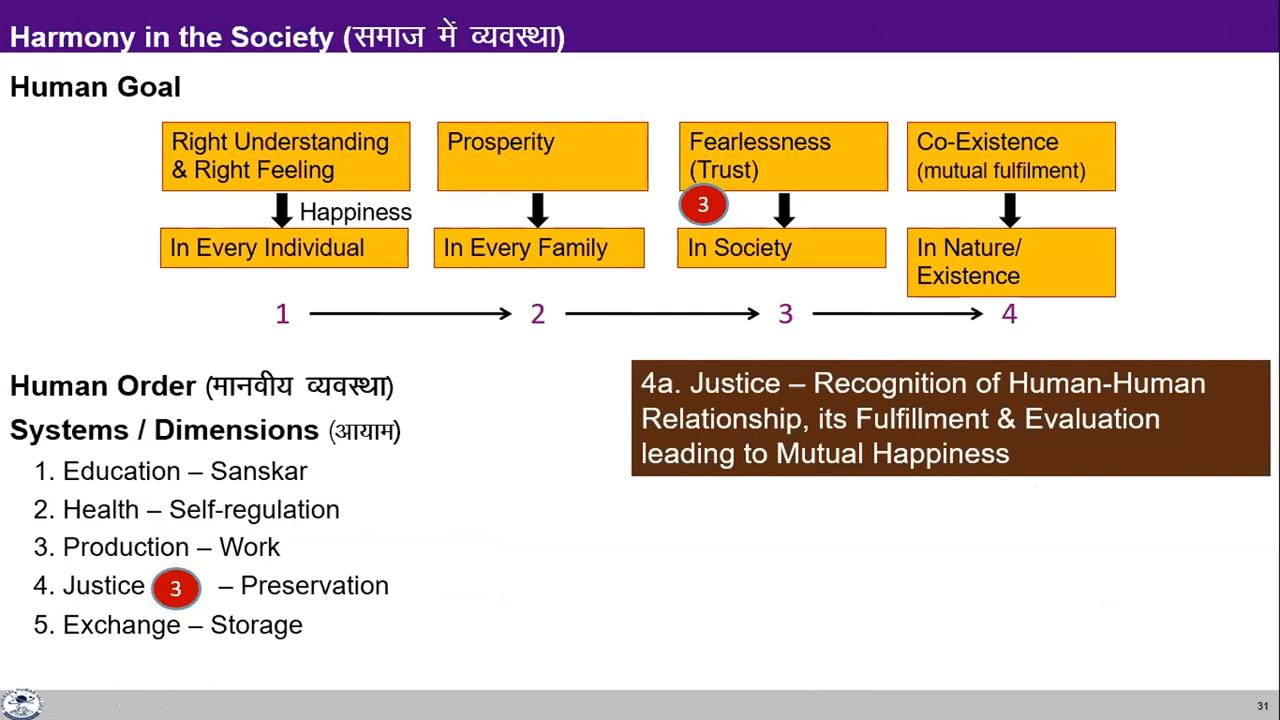 Harmony in the Society (समाज में व्यवस्था)
Human Goal
Right Understanding
& Right Feeling
Prosperity
Fearlessness
(Trust)
Co-Existence
(mutual fulfilment)
3
Happiness
In Every Individual
In Every Family
In Society
In Nature/
Existence
1
2
3
4
Human Order (मानवीय व्यवस्था)
Systems / Dimensions (आयाम)
1. Education – Sanskar
2. Health – Self-regulation
3. Production – Work
4. Justice 3 – Preservation
5. Exchange – Storage
4a. Justice – Recognition of Human-Human
Relationship, its Fulfillment & Evaluation
leading to Mutual Happiness
31